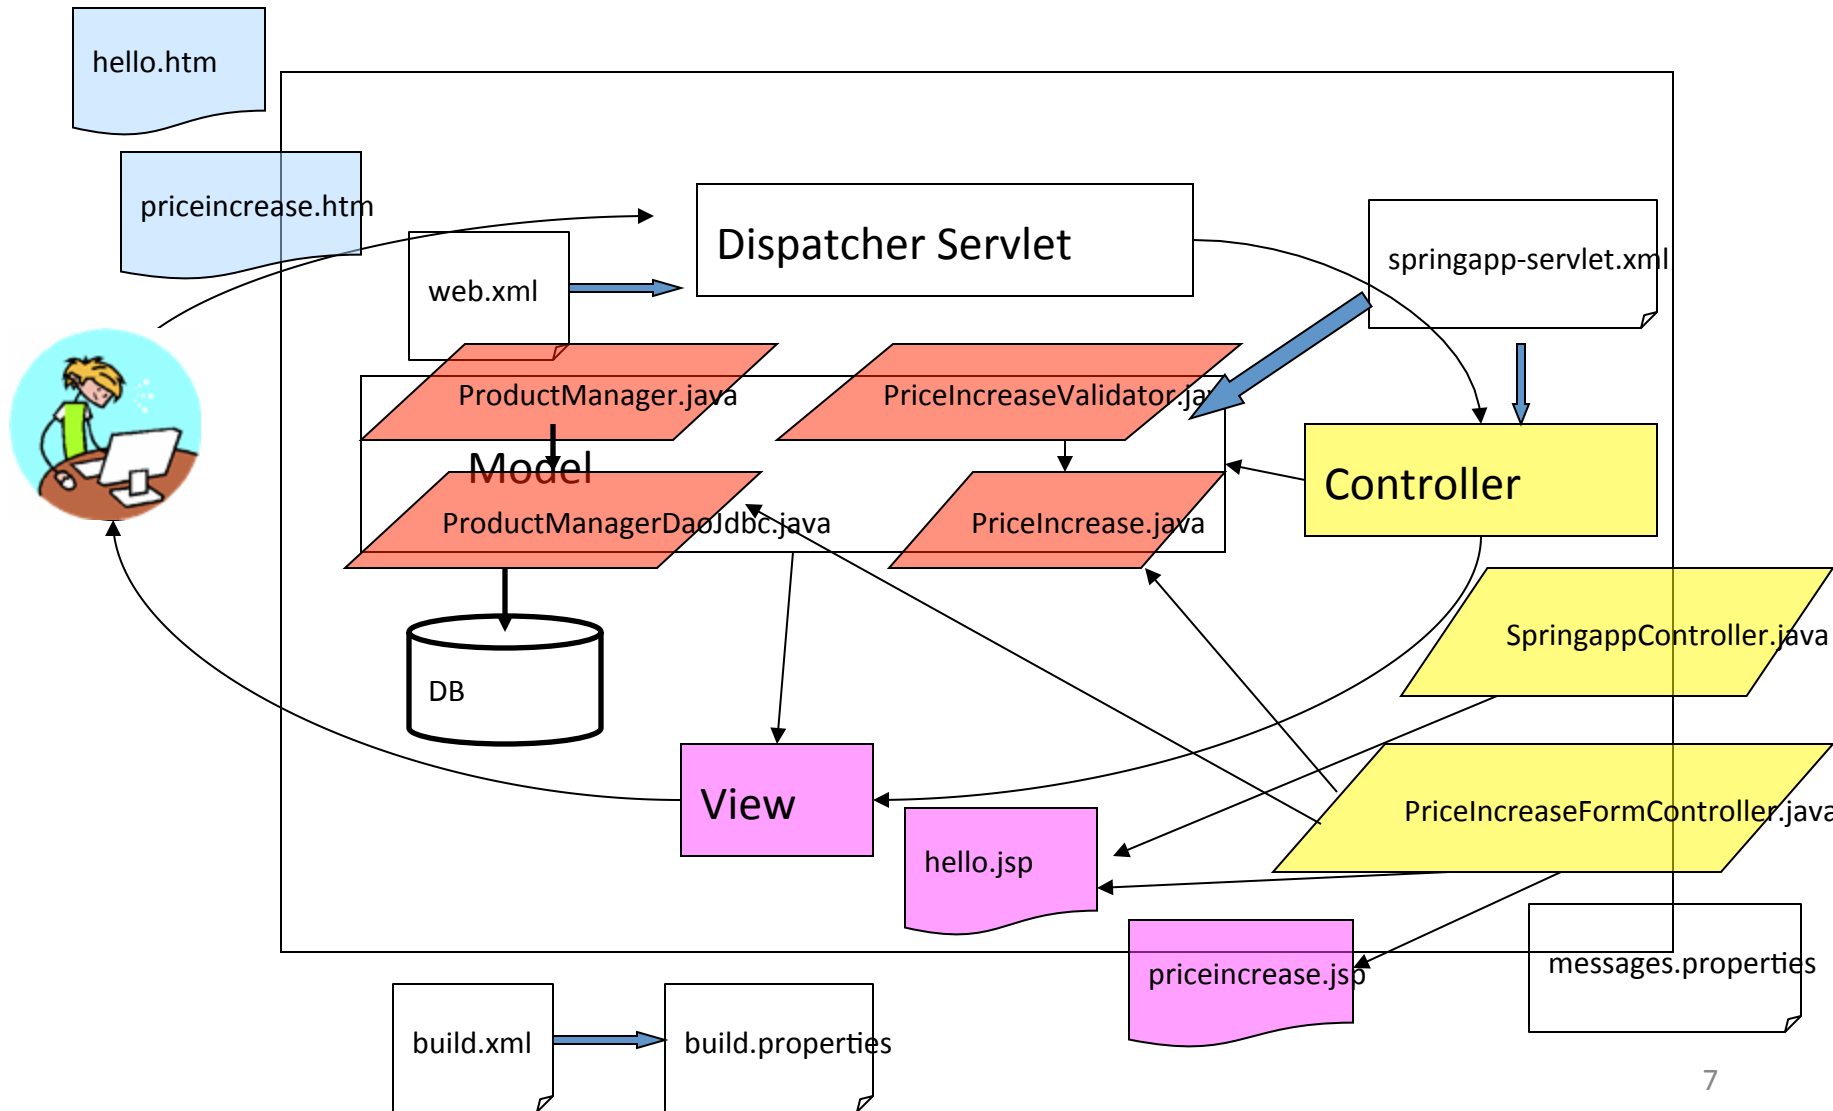 hello.htm
priceincrease.htm
Dispatcher Servlet
springapp-servlet.xml
web.xml
ProductManager.java
PriceIncreaseValidator.jav
Model
Controller
ProductManagerDaoJdbc.java
PriceIncrease.java
SpringappController.java
DB
View
PriceIncreaseFormController.java
hello.jsp
priceincrease.jsp
messages.properties
build.xml
build.properties
7